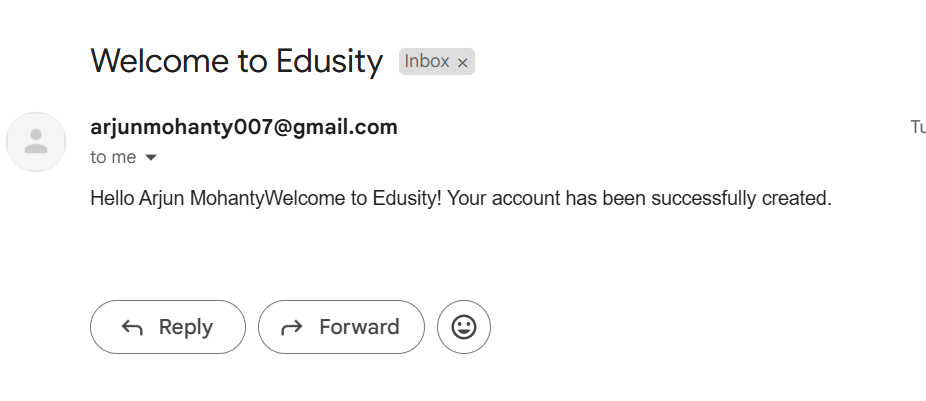 Welcome to Edusity Inbox ×
arjunmohanty007@gmail.com Tu
to me
Hello Arjun MohantyWelcome to Edusity! Your account has been successfully created.
Reply Forward